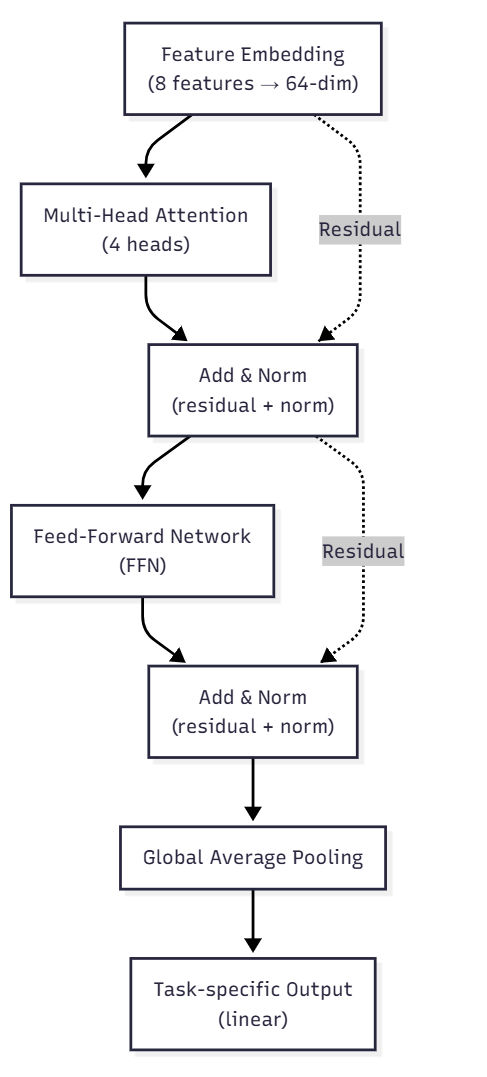 Feature Embedding
(8 features → 64-dim)
Multi-Head Attention
(4 heads)
Residual
Add & Norm
(residual + norm)
Feed-Forward Network
(FFN)
Residual
Add & Norm
(residual + norm)
Global Average Pooling
Task-specific Output
(linear)